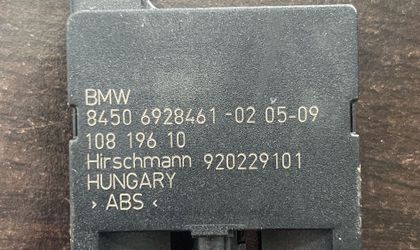 BMW
8450 6928461 -02 05-09
108 196 10
Hirschmann 920229101
HUNGARY
> ABS <